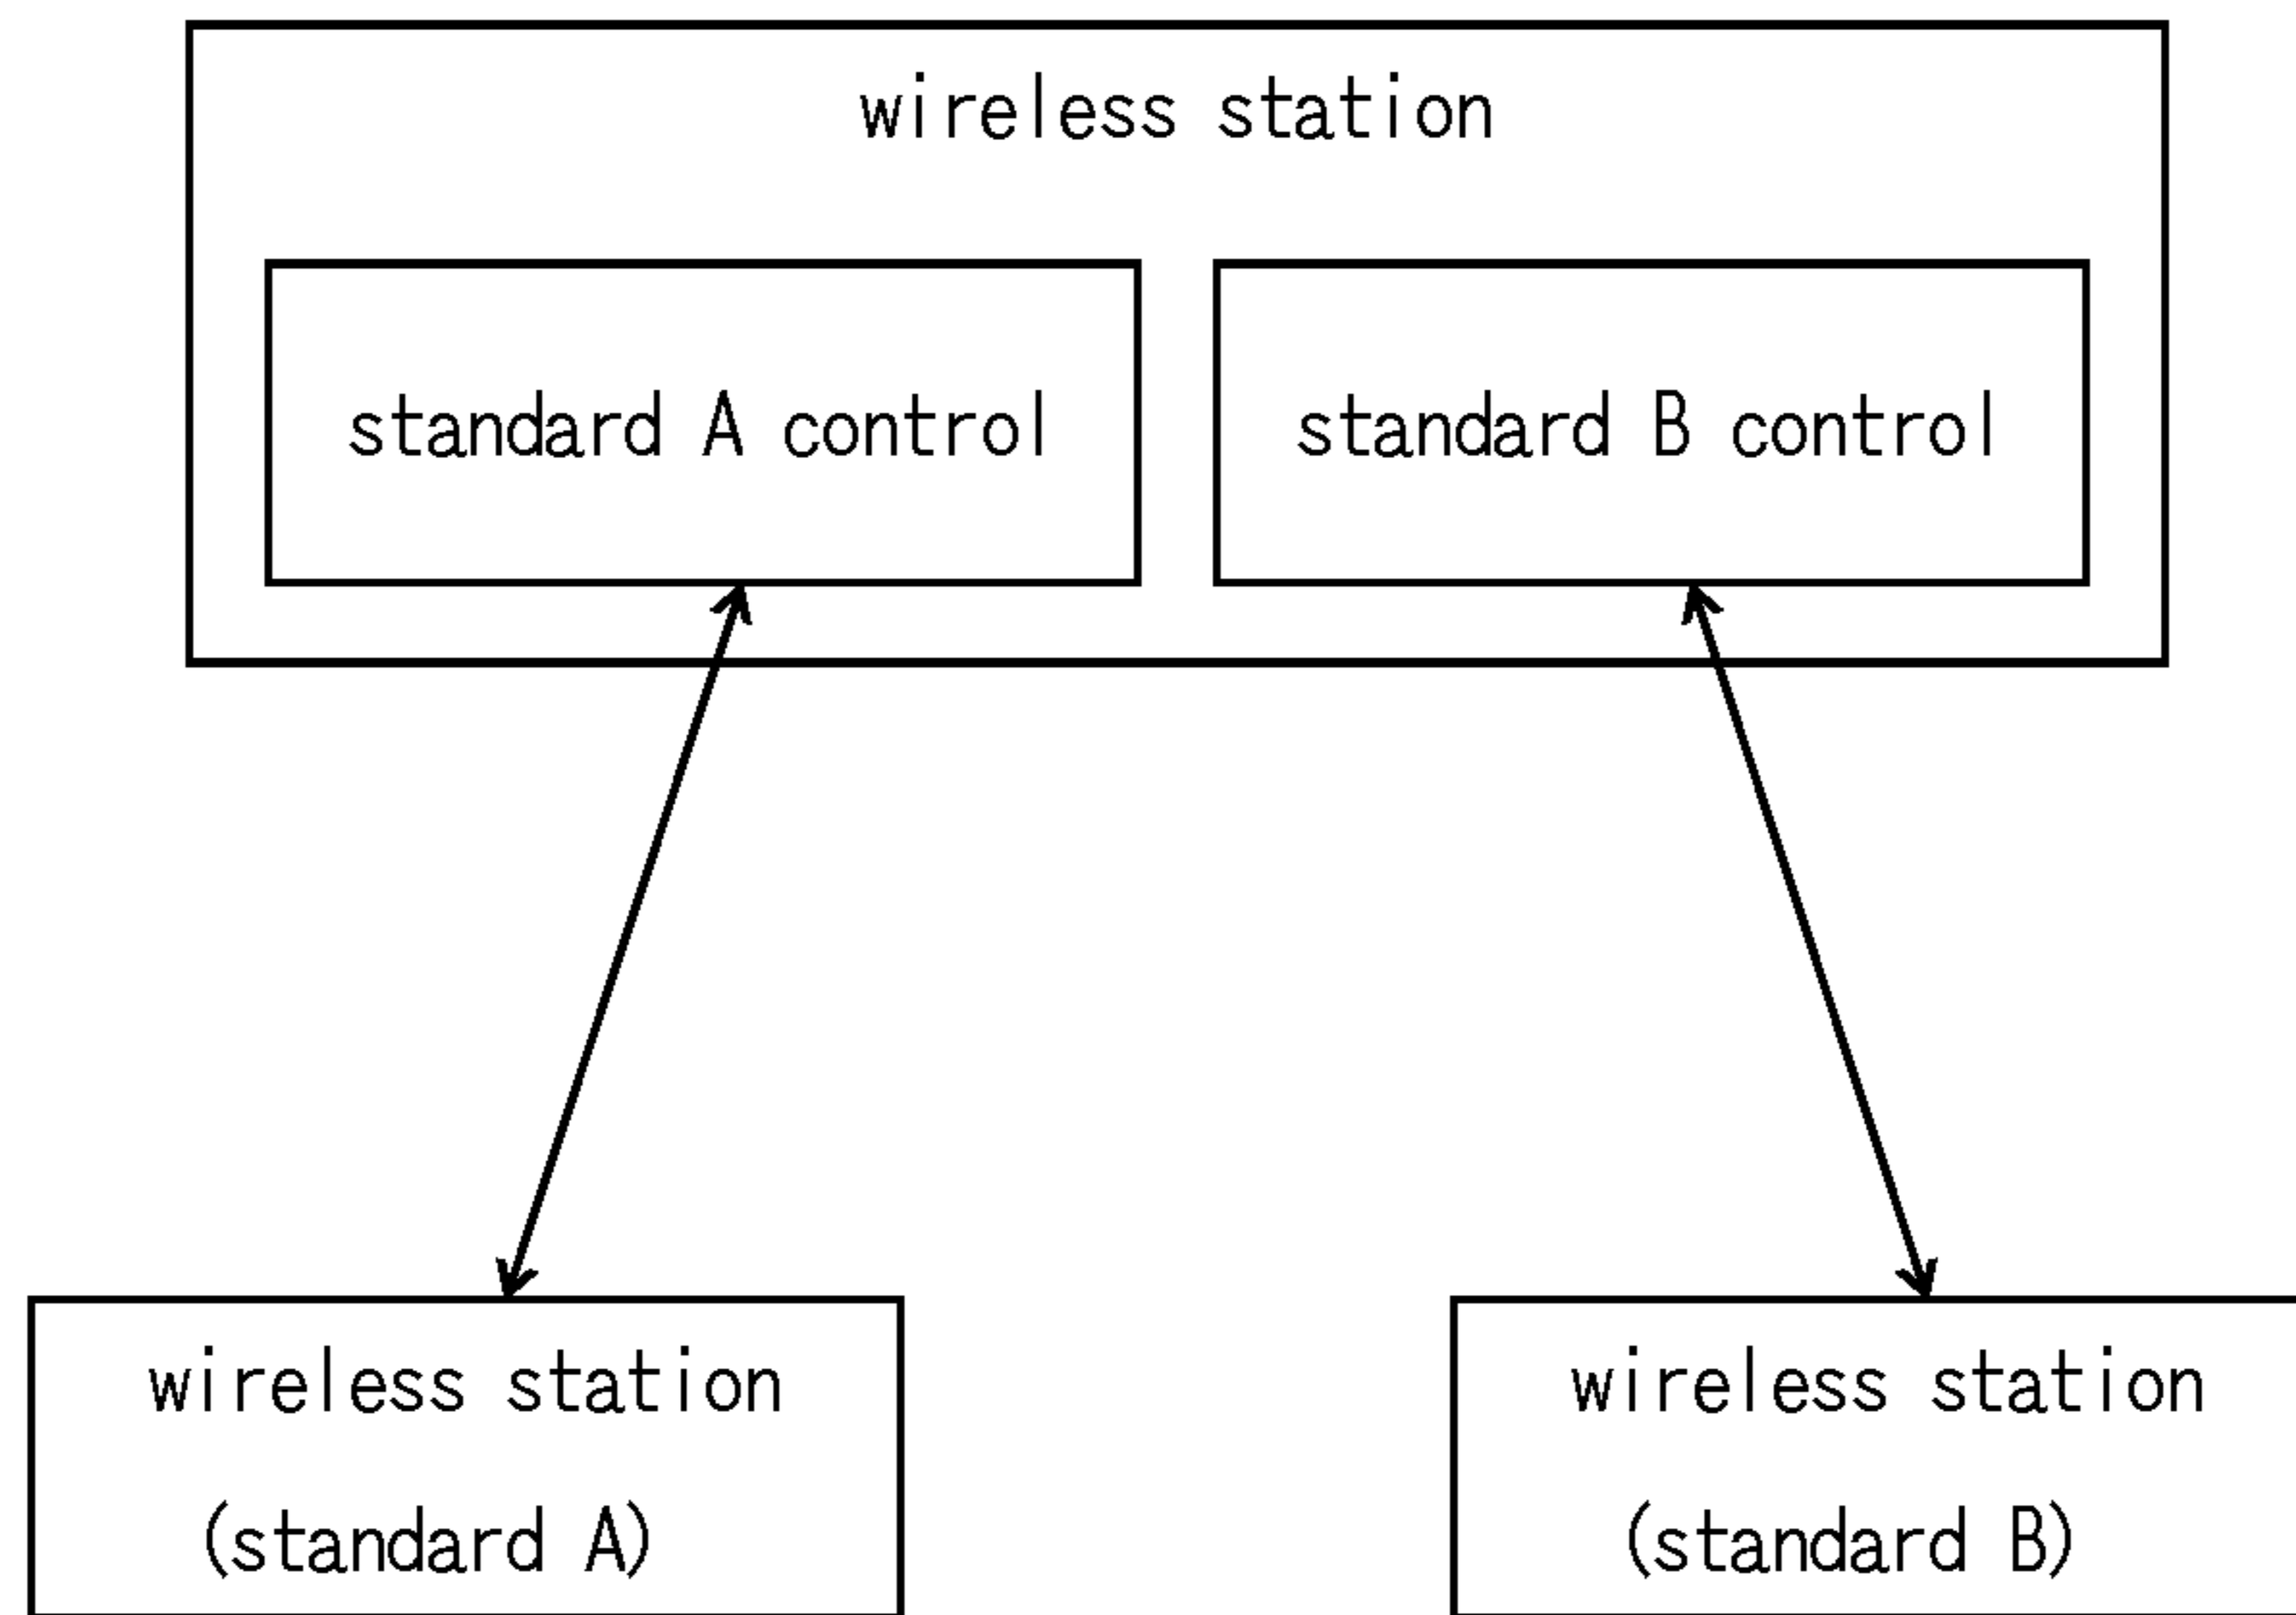 wireless station
standard A control
standard B control
wireless station
(standard A)
wireless station
(standard B)